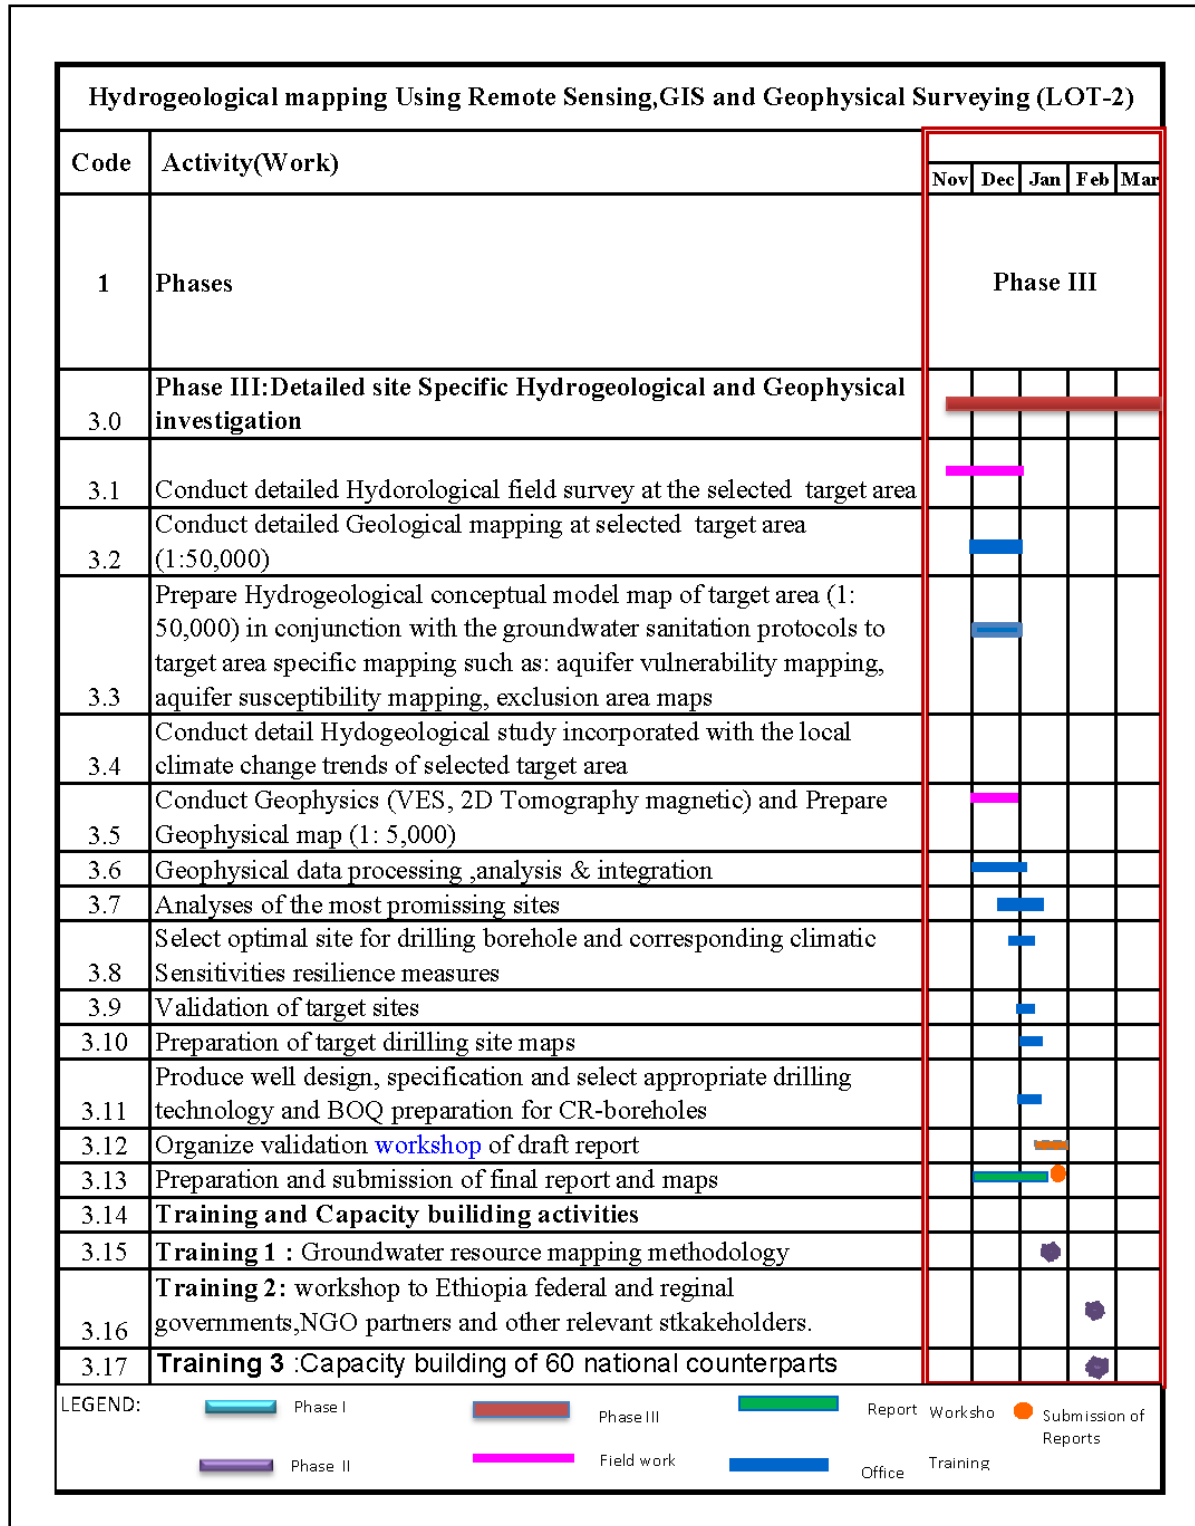 Hydrogeological mapping Using Remote Sensing,GIS and Geophysical Surveying (LOT-2)
Code Activity(Work)
Nov Dec Jan Feb Mar
1 Phases Phase III
Phase III:Detailed site Specific Hydrogeological and Geophysical
3.0 investigation
3.1 Conduct detailed Hydorological field survey at the selected target area
Conduct detailed Geological mapping at selected target area
3.2 (1:50,000)
Prepare Hydrogeological conceptual model map of target area (1:
50,000) in conjunction with the groundwater sanitation protocols to
target area specific mapping such as: aquifer vulnerability mapping,
3.3 aquifer susceptibility mapping, exclusion area maps
Conduct detail Hydogeological study incorporated with the local
3.4 climate change trends of selected target area
Conduct Geophysics (VES, 2D Tomography magnetic) and Prepare
3.5 Geophysical map (1: 5,000)
3.6 Geophysical data processing ,analysis & integration
3.7 Analyses of the most promissing sites
Select optimal site for drilling borehole and corresponding climatic
3.8 Sensitivities resilience measures
3.9 Validation of target sites
3.10 Preparation of target dirilling site maps
Produce well design, specification and select appropriate drilling
3.11 technology and BOQ preparation for CR-boreholes
3.12 Organize validation workshop of draft report
3.13 Preparation and submission of final report and maps
3.14 Training and Capacity builiding activities
3.15 Training 1 : Groundwater resource mapping methodology
Training 2: workshop to Ethiopia federal and reginal
3.16 governments,NGO partners and other relevant stkakeholders.
3.17 Training 3 :Capacity building of 60 national counterparts
LEGEND: Phase I Phase III Report Worksho Submission of
Reports
Phase II Field work Office Training